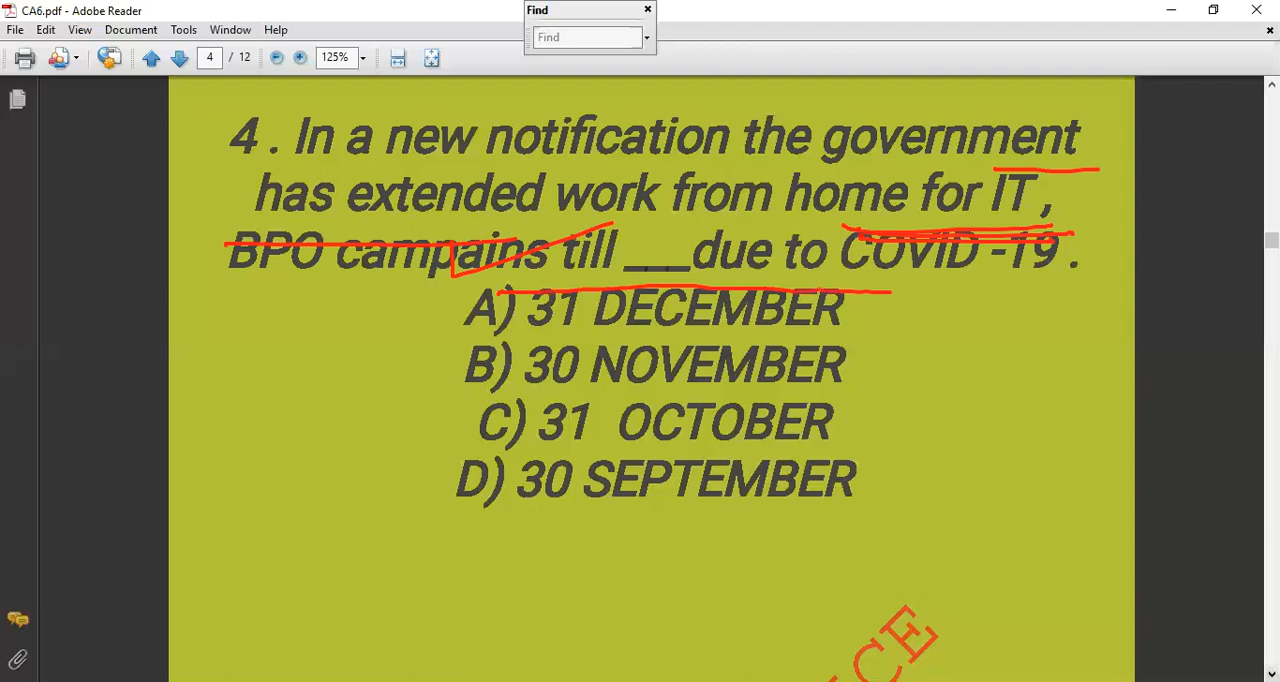 CA6.pdf - Adobe Reader
Find
File Edit View Document Tools Window Help
Find
4 / 12 125%
4 . In a new notification the government
has extended work from home for IT ,
BPO campains till ___due to COVID -19 .
A) 31 DECEMBER
B) 30 NOVEMBER
C) 31 OCTOBER
D) 30 SEPTEMBER
CE